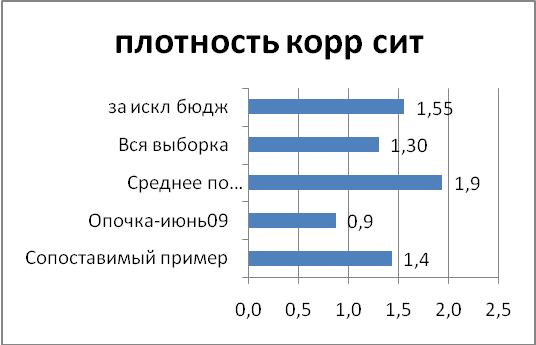 плотность корр сит
за искл бюдж
1,55
Вся выборка
1,30
Среднее по...
1,9
Опочка-июнь09
0,9
Сопоставимый пример
1,4
0,0 0,5 1,0 1,5 2,0 2,5